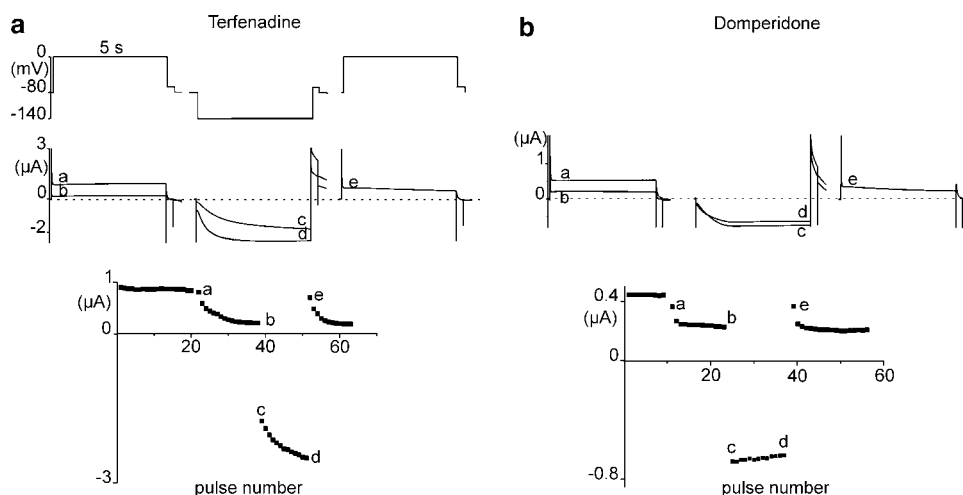 a
Terfenadine
5 s
0
(mV)
-80
-140
3
(µA)
a
b
0
c
d
e
-2
1
(µA)
0
a
b
e
20
40
60
c
d
-3
pulse number
b
Domperidone
(µA)
1
0
a
b
d
c
e
0.4
(µA)
0
a
b
e
20
40
60
c
d
-0.8
pulse number